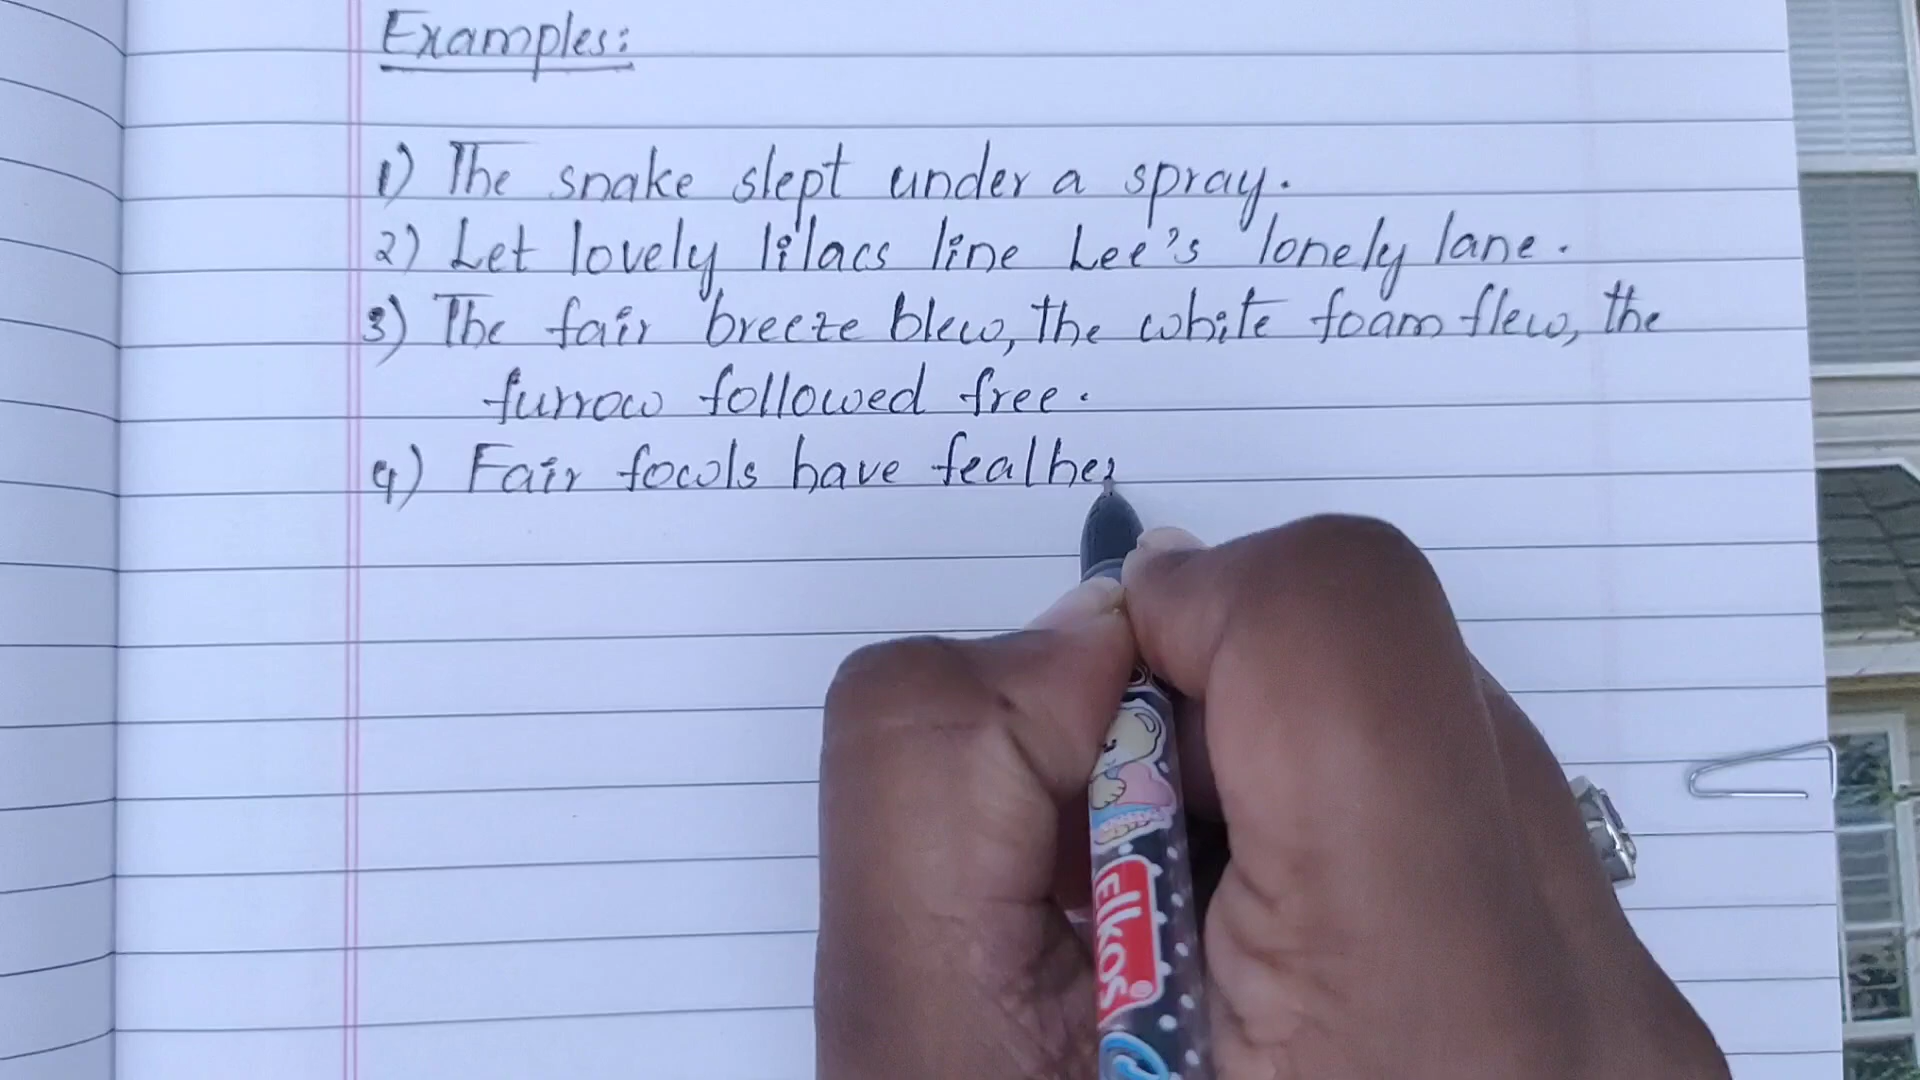 Examples:
1) The snake slept under a spray.
2) Let lovely lilacs line Lee's lonely lane.
3) The fair breeze blew, the white foam flew, the
furrow followed free.
4) Fair fowls have feather
Elkos